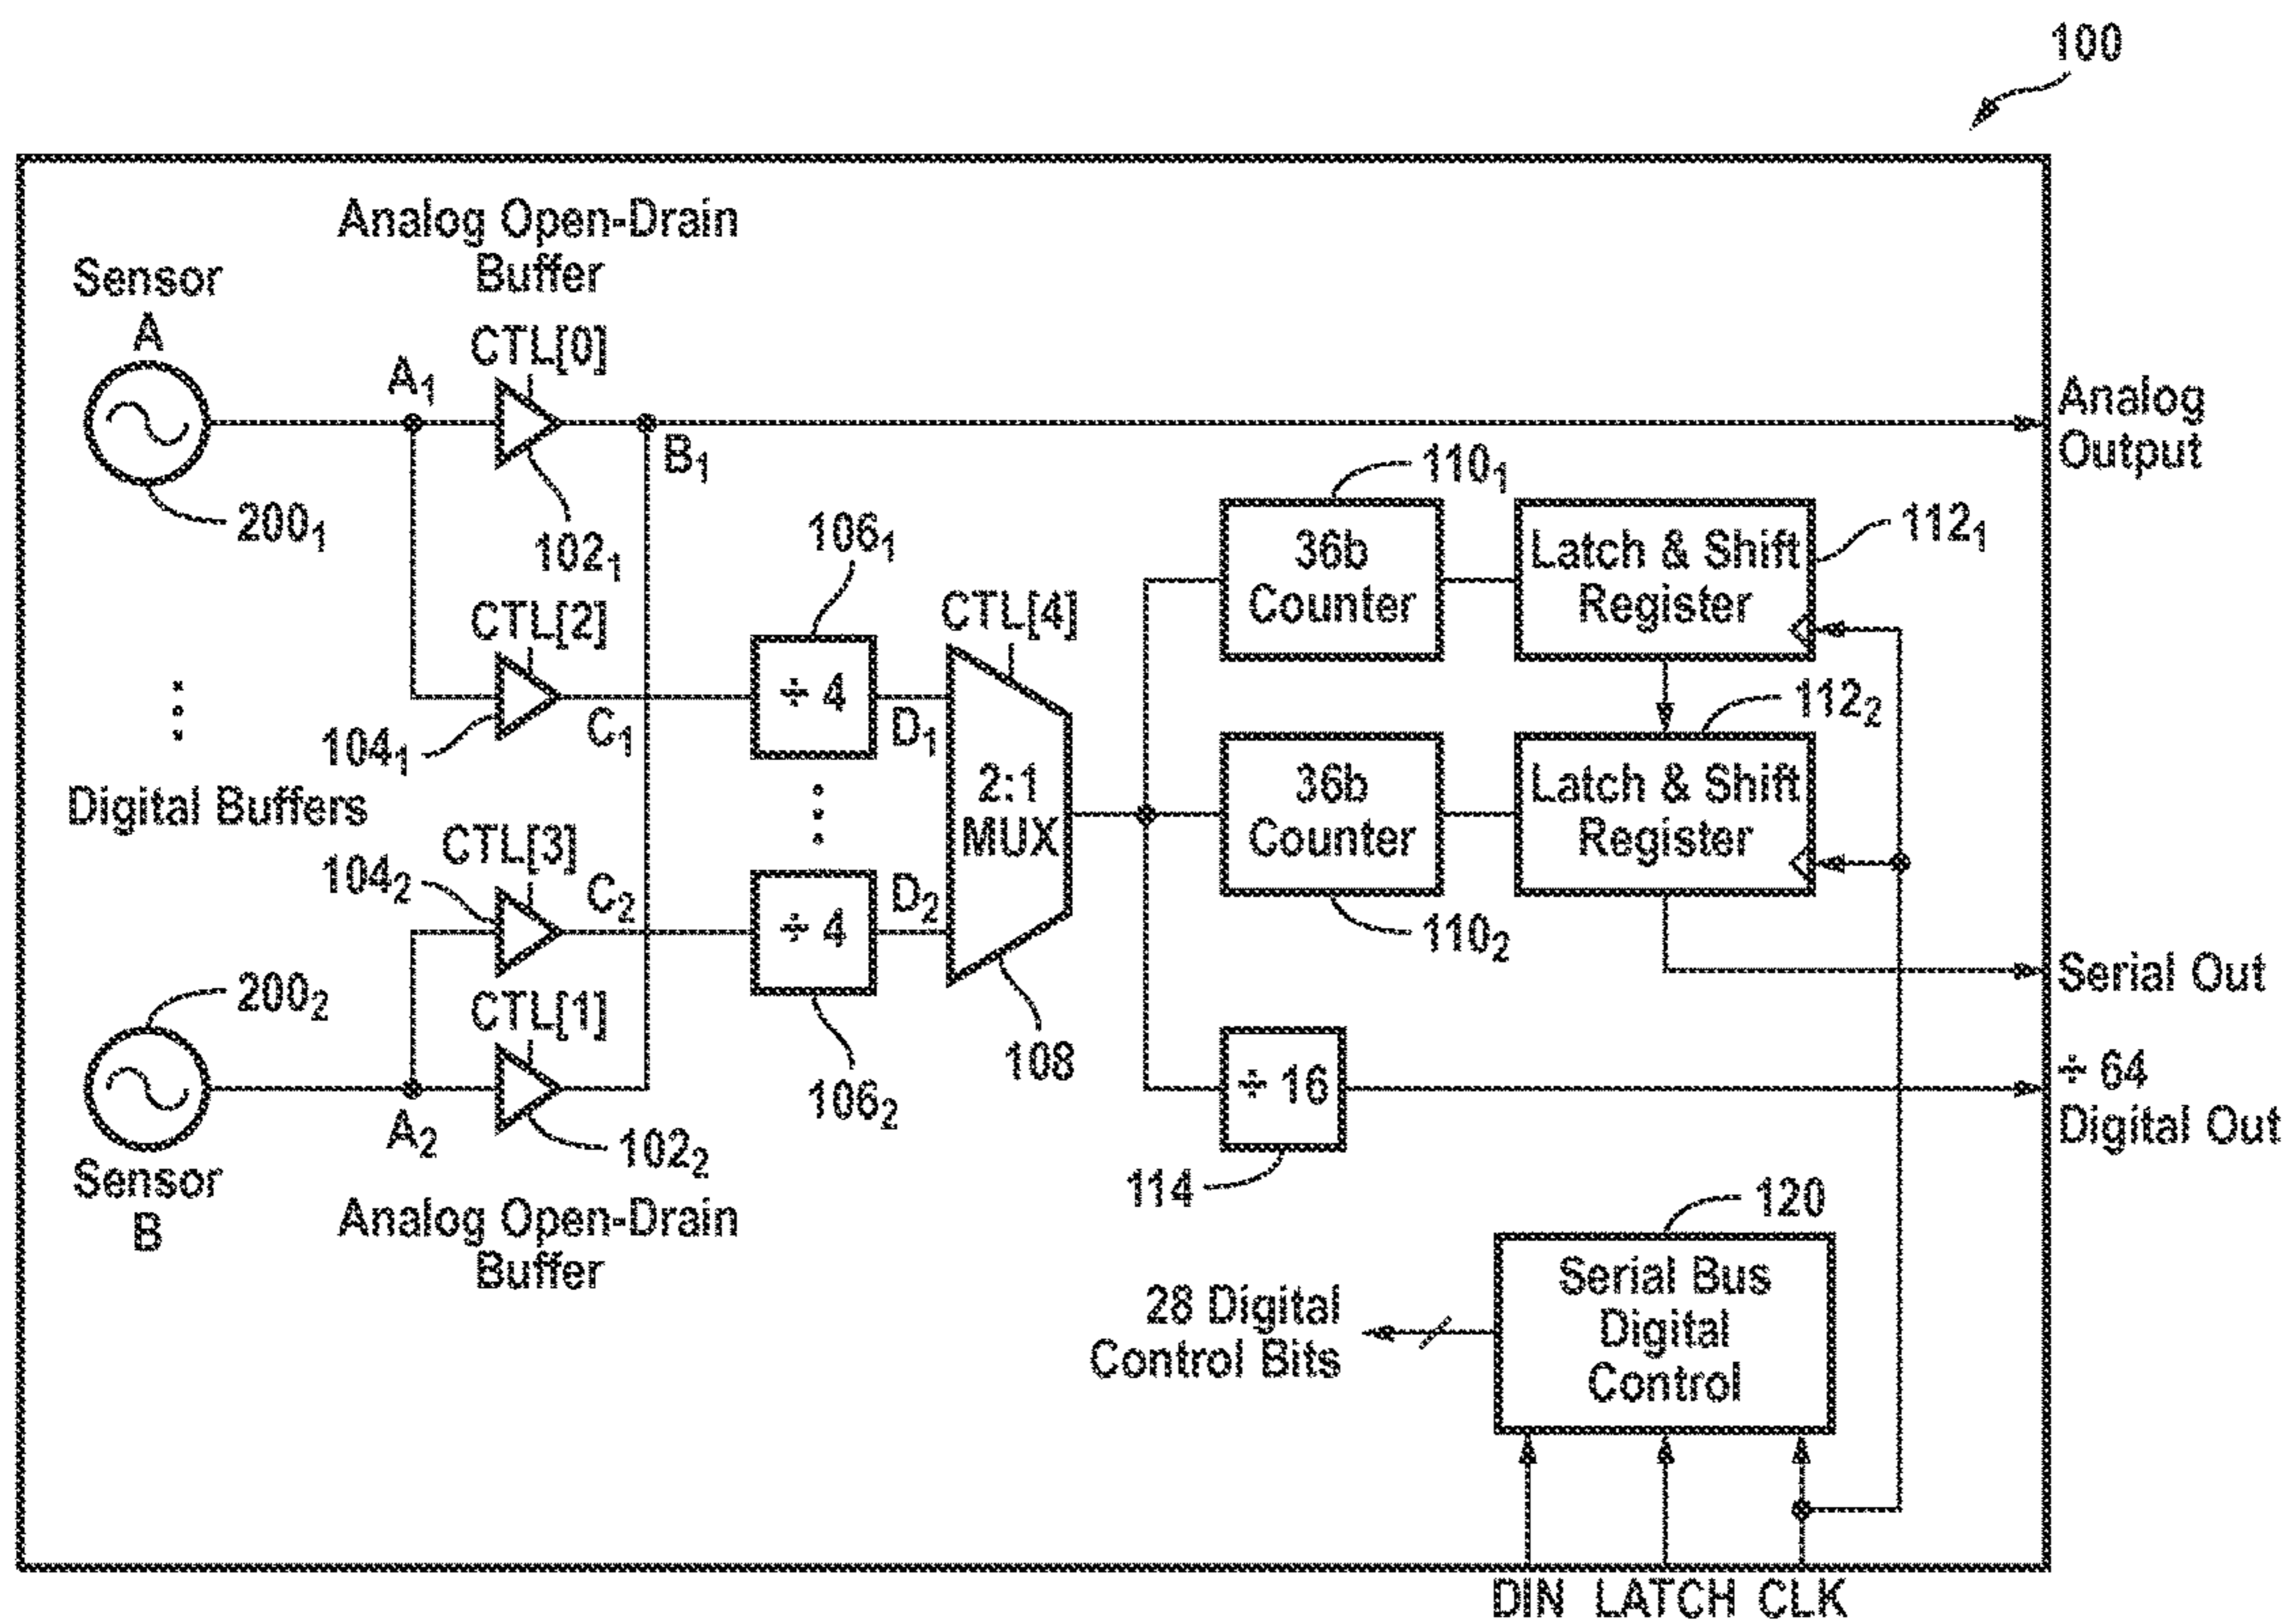 100
Analog Open-Drain
Buffer
Sensor
A
CTL[0]
A₁
B₁
Analog
Output
200₁
102₁
106₁
110₁
36b
Counter
Latch & Shift
Register
112₁
CTL[2]
CTL[4]
÷ 4
104₁
C₁
D₁
112₂
Digital Buffers
2:1
MUX
36b
Counter
Latch & Shift
Register
CTL[3]
104₂
C₂
÷ 4
D₂
110₂
200₂
CTL[1]
Serial Out
108
106₂
÷ 16
÷ 64
Digital Out
A₂
102₂
Sensor
B
114
120
Analog Open-Drain
Buffer
Serial Bus
Digital
Control
28 Digital
Control Bits
DIN LATCH CLK